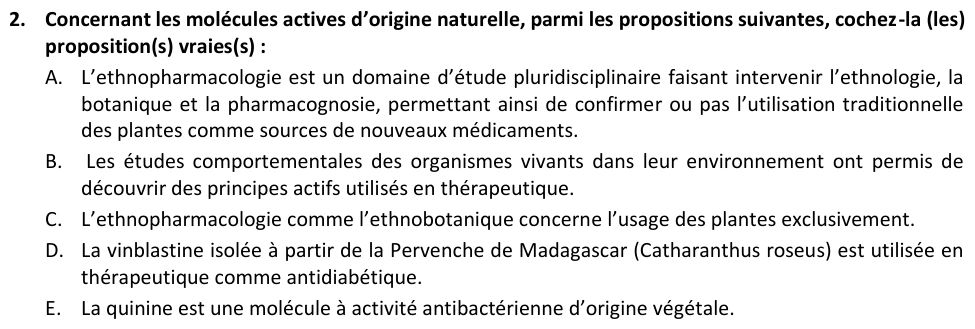 2. Concernant les molécules actives d’origine naturelle, parmi les propositions suivantes, cochez-la (les)
proposition(s) vraies(s) :
A. L’ethnopharmacologie est un domaine d’étude pluridisciplinaire faisant intervenir l’ethnologie, la
botanique et la pharmacognosie, permettant ainsi de confirmer ou pas l’utilisation traditionnelle
des plantes comme sources de nouveaux médicaments.
B. Les études comportementales des organismes vivants dans leur environnement ont permis de
découvrir des principes actifs utilisés en thérapeutique.
C. L’ethnopharmacologie comme l’ethnobotanique concerne l’usage des plantes exclusivement.
D. La vinblastine isolée à partir de la Pervenche de Madagascar (Catharanthus roseus) est utilisée en
thérapeutique comme antidiabétique.
E. La quinine est une molécule à activité antibactérienne d’origine végétale.